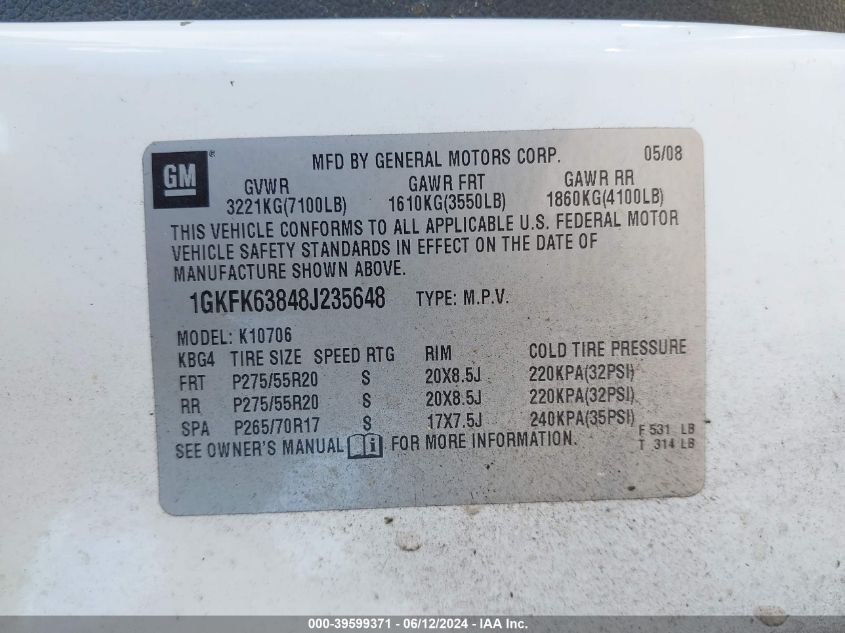 GM ® MFD BY GENERAL MOTORS CORP. 05/08
GVWR GAWR FRT GAWR RR
3221KG(7100LB) 1610KG(3550LB) 1860KG(4100LB)
THIS VEHICLE CONFORMS TO ALL APPLICABLE U.S. FEDERAL MOTOR
VEHICLE SAFETY STANDARDS IN EFFECT ON THE DATE OF
MANUFACTURE SHOWN ABOVE.
1GKFK63848J235648 TYPE: M.P.V.
MODEL: K10706
KBG4 TIRE SIZE SPEED RTG RIM COLD TIRE PRESSURE
FRT P275/55R20 S 20X8.5J 220KPA(32PSI)
RR P275/55R20 S 20X8.5J 220KPA(32PSI)
SPA P265/70R17 S 17X7.5J 240KPA(35PSI)
F 531 LB
SEE OWNER'S MANUAL i FOR MORE INFORMATION. T 314 LB
000-39599371 - 06/12/2024 - IAA Inc.